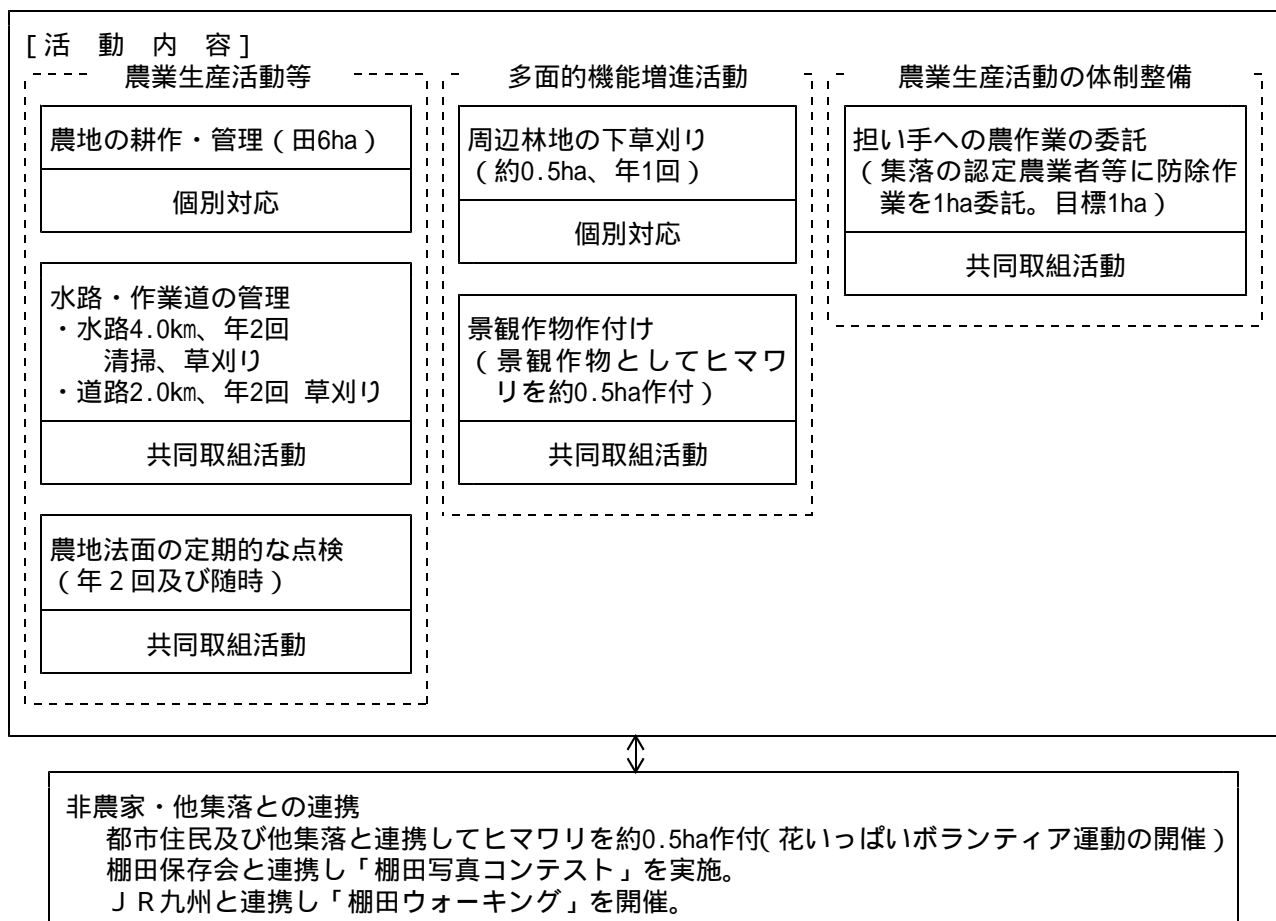 [活　動　内　容]
農業生産活動等
農地の耕作・管理（田6ha）
個別対応
水路・作業道の管理
・水路4.0km、年2回
清掃、草刈り
・道路2.0km、年2回 草刈り
共同取組活動
農地法面の定期的な点検
（年２回及び随時）
共同取組活動
多面的機能増進活動
周辺林地の下草刈り
（約0.5ha、年1回）
個別対応
景観作物作付け
（景観作物としてヒマワ
リを約0.5ha作付）
共同取組活動
農業生産活動の体制整備
担い手への農作業の委託
（集落の認定農業者等に防除作
業を1ha委託。目標1ha）
共同取組活動
非農家・他集落との連携
都市住民及び他集落と連携してヒマワリを約0.5ha作付（花いっぱいボランティア運動の開催）
棚田保存会と連携し「棚田写真コンテスト」を実施。
ＪＲ九州と連携し「棚田ウォーキング」を開催。